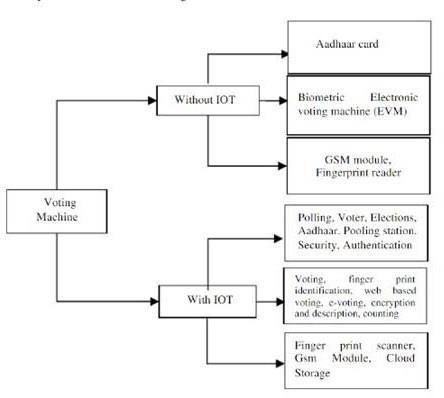 Aadhaar card
Without IOT
Biometric Electronic
voting machine (EVM)
GSM module,
Fingerprint reader
Voting
Machine
Polling, Voter, Elections,
Aadhaar. Pooling station.
Security, Authentication
With IOT
Voting, finger print
identification, web based
voting, e-voting, encryption
and description, counting
Finger print scanner,
Gsm Module, Cloud
Storage